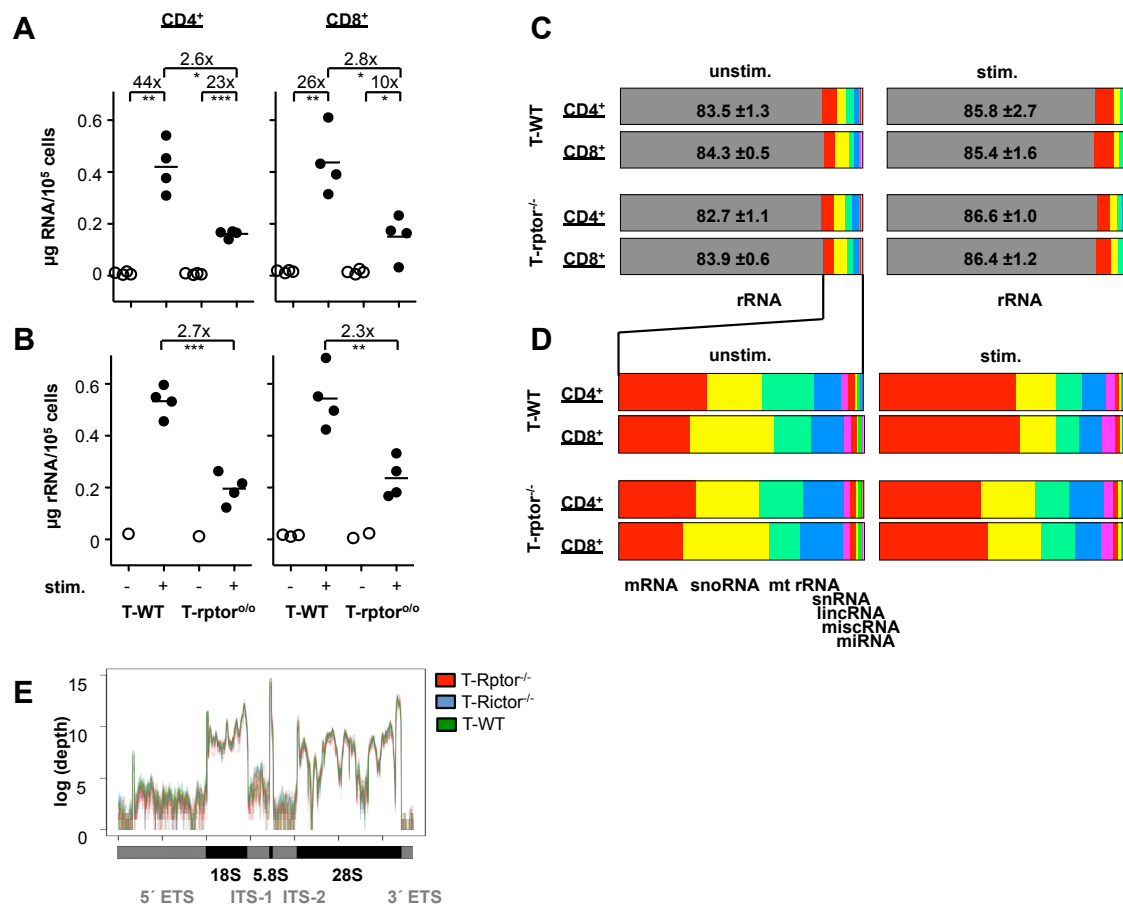 A
CD4⁺
CD8⁺
2.6x
*
44x
**
23x
***
2.8x
*
26x
**
10x
*
µg RNA/10⁵ cells
0.6
0.4
0.2
0
B
2.7x
***
2.3x
**
µg rRNA/10⁵ cells
0.6
0.4
0.2
0
stim. - + - + - + - +
T-WT T-rptorᵒ/ᵒ T-WT T-rptorᵒ/ᵒ
C
unstim. stim.
T-WT
CD4⁺ 83.5 ±1.3 85.8 ±2.7
CD8⁺ 84.3 ±0.5 85.4 ±1.6
T-rptor⁻/⁻
CD4⁺ 82.7 ±1.1 86.6 ±1.0
CD8⁺ 83.9 ±0.6 86.4 ±1.2
rRNA rRNA
D
unstim. stim.
T-WT
CD4⁺
CD8⁺
T-rptor⁻/⁻
CD4⁺
CD8⁺
mRNA snoRNA mt rRNA
snRNA
lincRNA
miscRNA
miRNA
E
log (depth)
15
10
5
0
T-Rptor⁻/⁻
T-Rictor⁻/⁻
T-WT
18S 5.8S 28S
5´ ETS ITS-1 ITS-2 3´ ETS